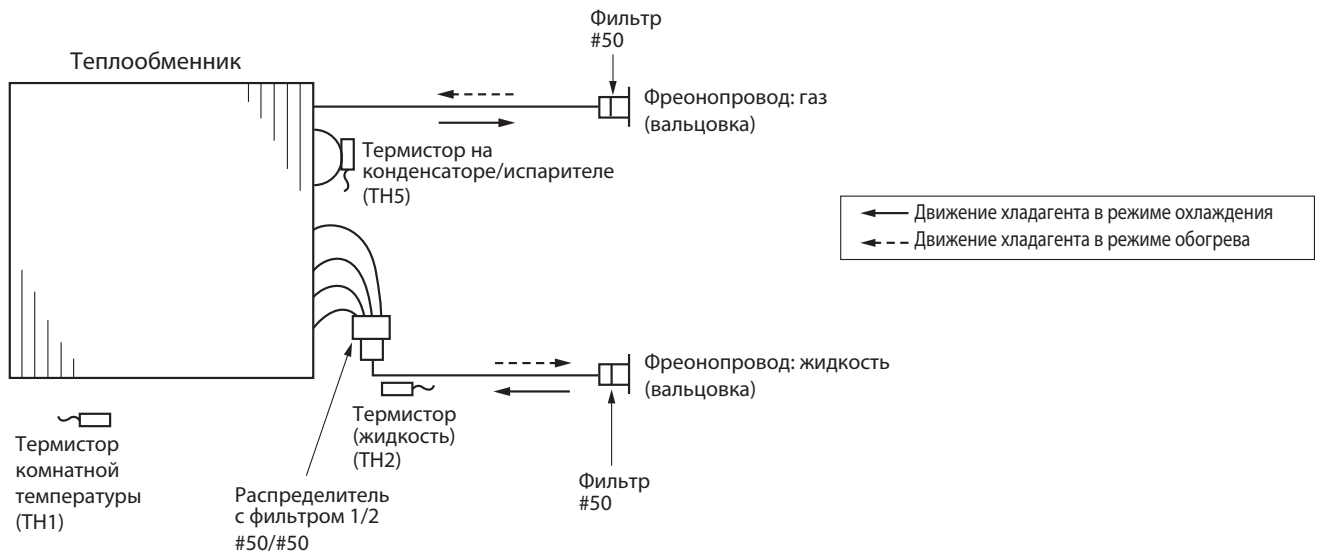 Фильтр
#50
Теплообменник
Фреонопровод: газ
(вальцовка)
Термистор на
конденсаторе/испарителе
(TH5)
Движение хладагента в режиме охлаждения
Движение хладагента в режиме обогрева
Фреонопровод: жидкость
(вальцовка)
Термистор
(жидкость)
(TH2)
Термистор
комнатной
температуры
(TH1)
Распределитель
с фильтром 1/2
#50/#50
Фильтр
#50